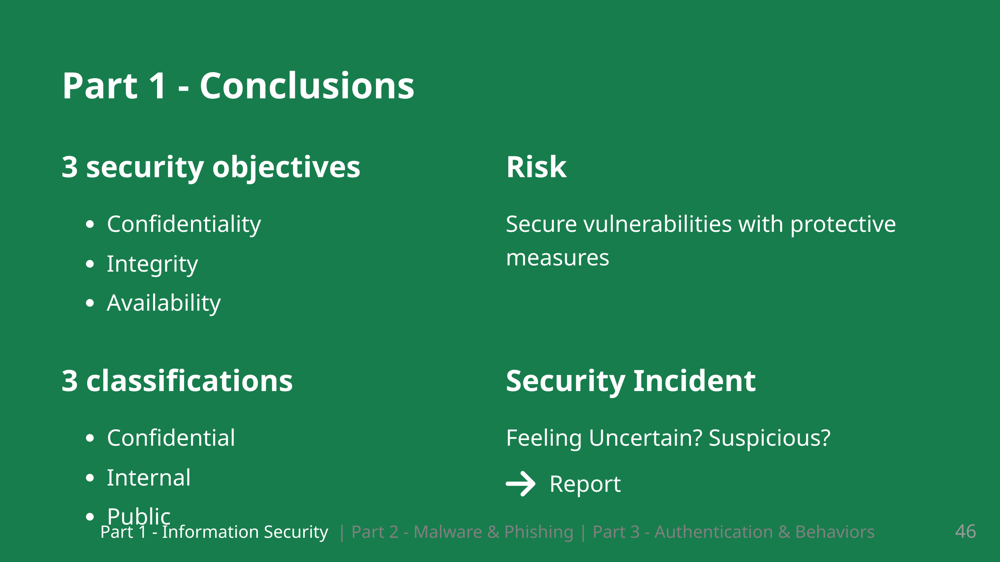 Part 1 - Conclusions
3 security objectives
• Confidentiality
• Integrity
• Availability
3 classifications
• Confidential
• Internal
• Public
Risk
Secure vulnerabilities with protective
measures
Security Incident
Feeling Uncertain? Suspicious?
→ Report
Part 1 - Information Security | Part 2 - Malware & Phishing | Part 3 - Authentication & Behaviors
46